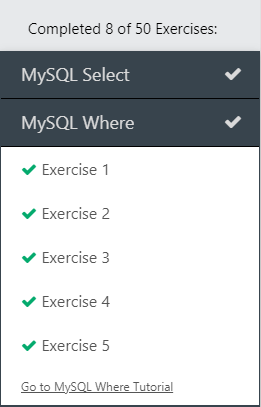 Completed 8 of 50 Exercises:
MySQL Select
MySQL Where
Exercise 1
Exercise 2
Exercise 3
Exercise 4
Exercise 5
Go to MySQL Where Tutorial